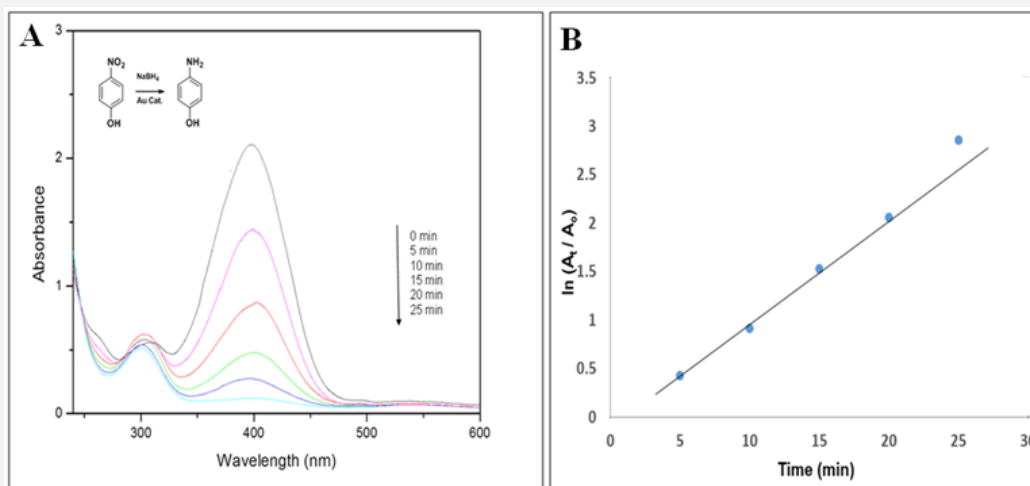 A
NO₂
NaBH₄
Au Cat.
NH₂
OH
OH
Absorbance
3
2
1
0
0 min
5 min
10 min
15 min
20 min
25 min
300
400
500
600
Wavelength (nm)
B
ln (Aₜ / Aₒ)
3.5
3
2.5
2
1.5
1
0.5
0
0
5
10
15
20
25
30
Time (min)